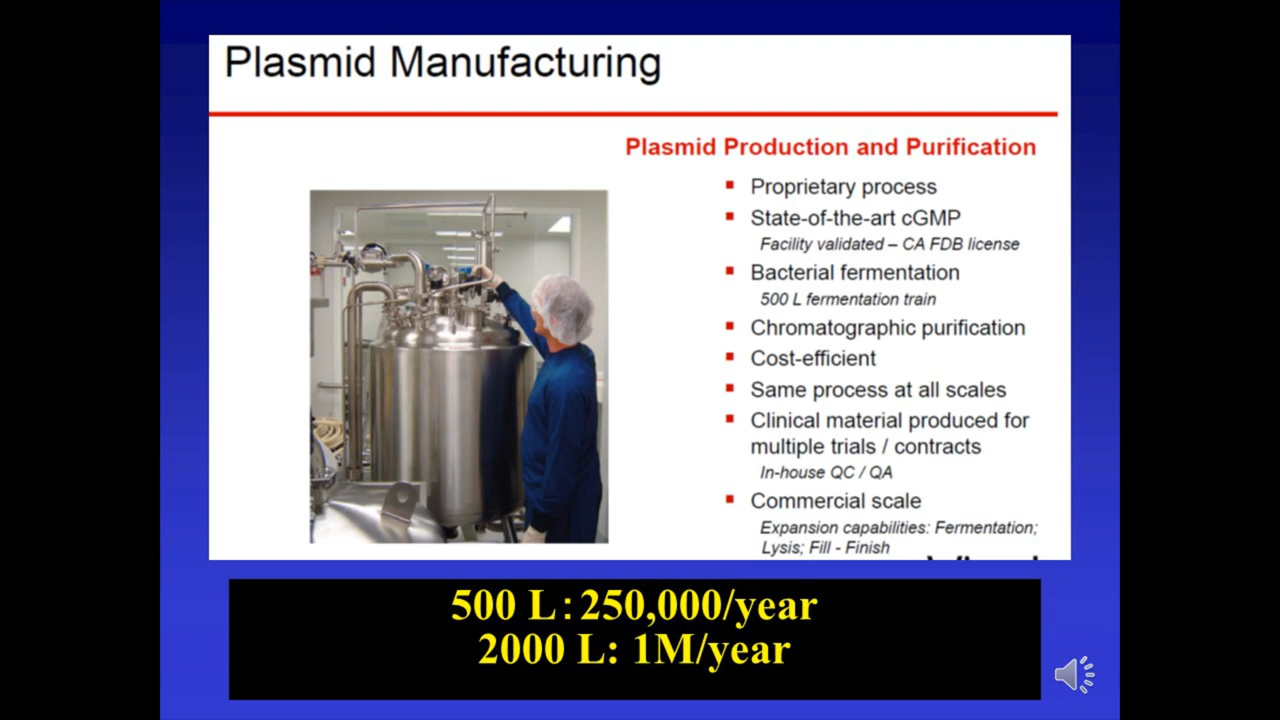 Plasmid Manufacturing
Plasmid Production and Purification
Proprietary process
State-of-the-art cGMP
Facility validated – CA FDB license
Bacterial fermentation
500 L fermentation train
Chromatographic purification
Cost-efficient
Same process at all scales
Clinical material produced for
multiple trials / contracts
In-house QC / QA
Commercial scale
Expansion capabilities: Fermentation;
Lysis; Fill - Finish
500 L: 250,000/year
2000 L: 1M/year